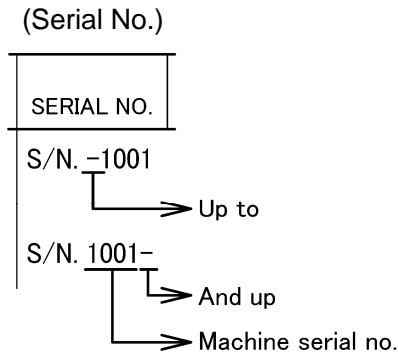 (Serial No.)
SERIAL NO.
S/N. -1001
Up to
S/N. 1001-
And up
Machine serial no.